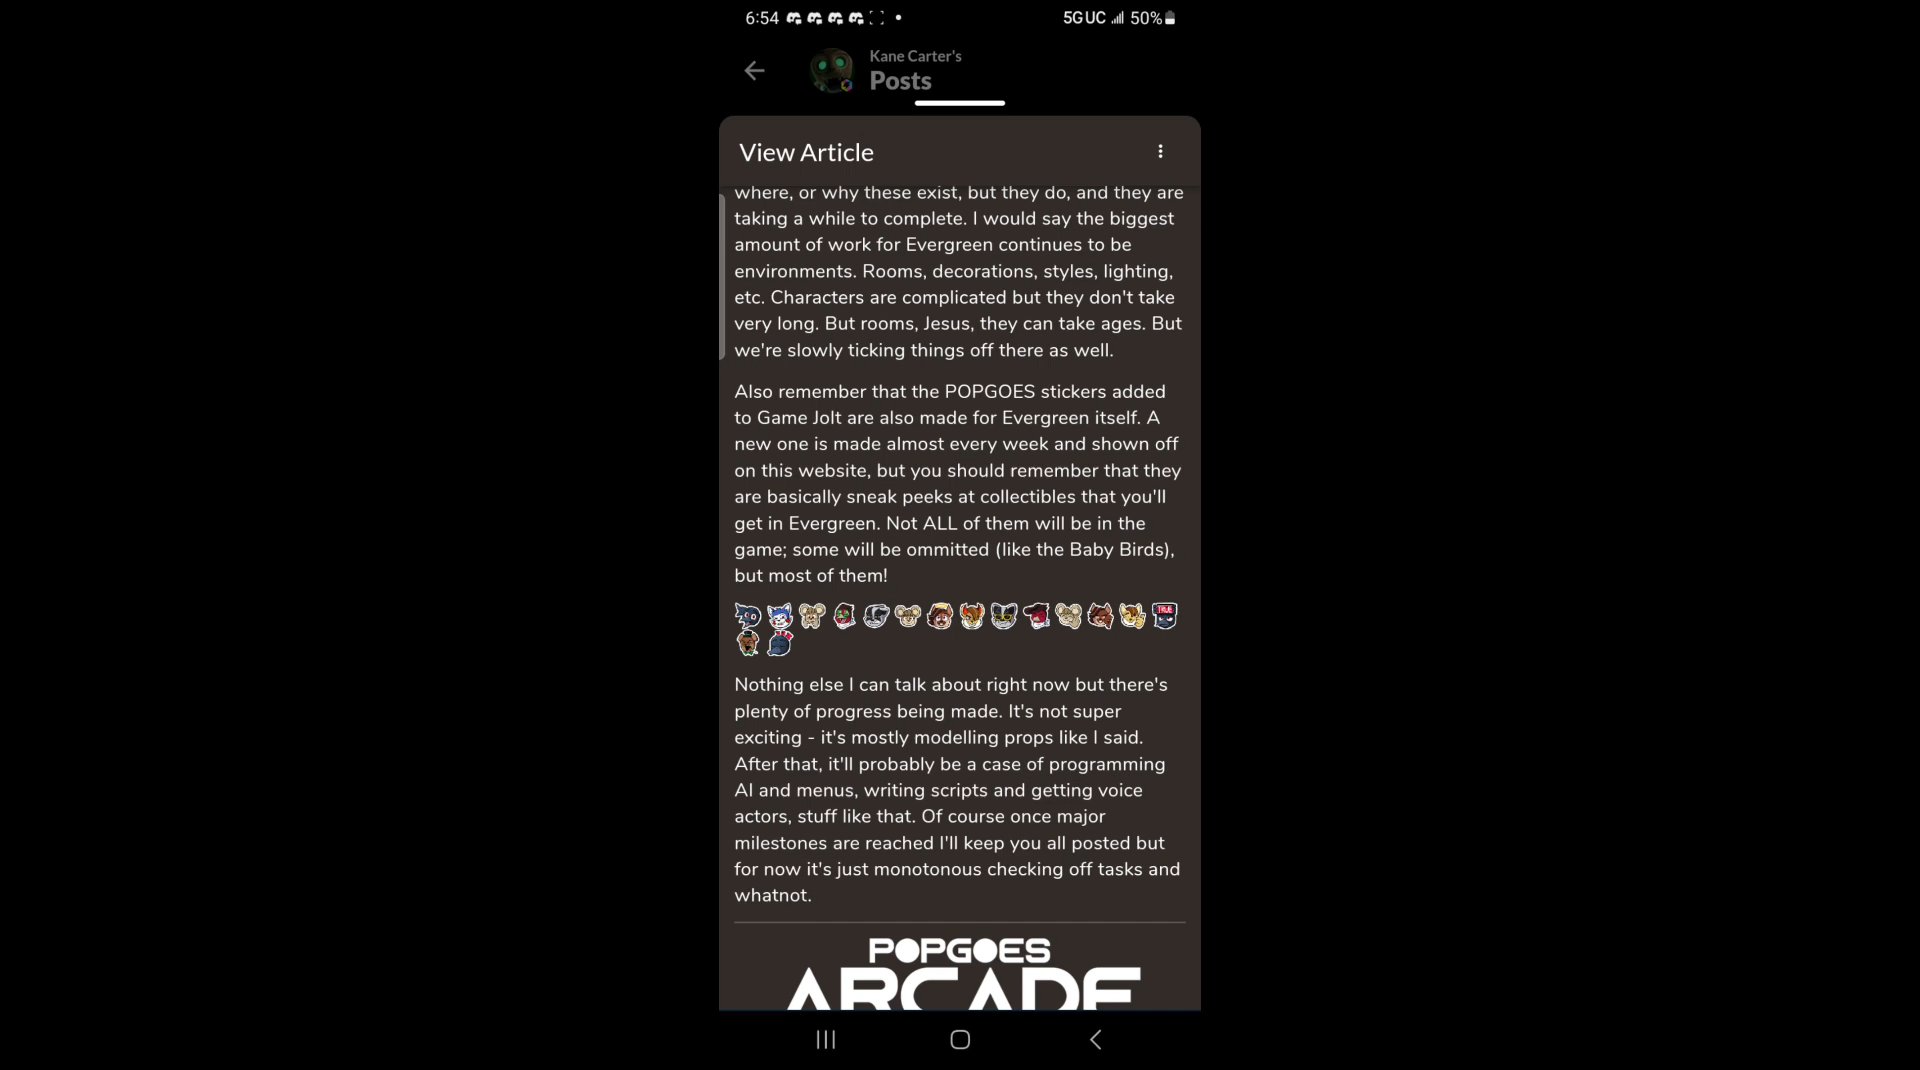 6:54
5G UC 50%
Kane Carter's
Posts
View Article
where, or why these exist, but they do, and they are
taking a while to complete. I would say the biggest
amount of work for Evergreen continues to be
environments. Rooms, decorations, styles, lighting,
etc. Characters are complicated but they don't take
very long. But rooms, Jesus, they can take ages. But
we're slowly ticking things off there as well.
Also remember that the POPGOES stickers added
to Game Jolt are also made for Evergreen itself. A
new one is made almost every week and shown off
on this website, but you should remember that they
are basically sneak peeks at collectibles that you'll
get in Evergreen. Not ALL of them will be in the
game; some will be ommitted (like the Baby Birds),
but most of them!
TRUE
Nothing else I can talk about right now but there's
plenty of progress being made. It's not super
exciting - it's mostly modelling props like I said.
After that, it'll probably be a case of programming
AI and menus, writing scripts and getting voice
actors, stuff like that. Of course once major
milestones are reached I'll keep you all posted but
for now it's just monotonous checking off tasks and
whatnot.
POPGOES
ARCADE